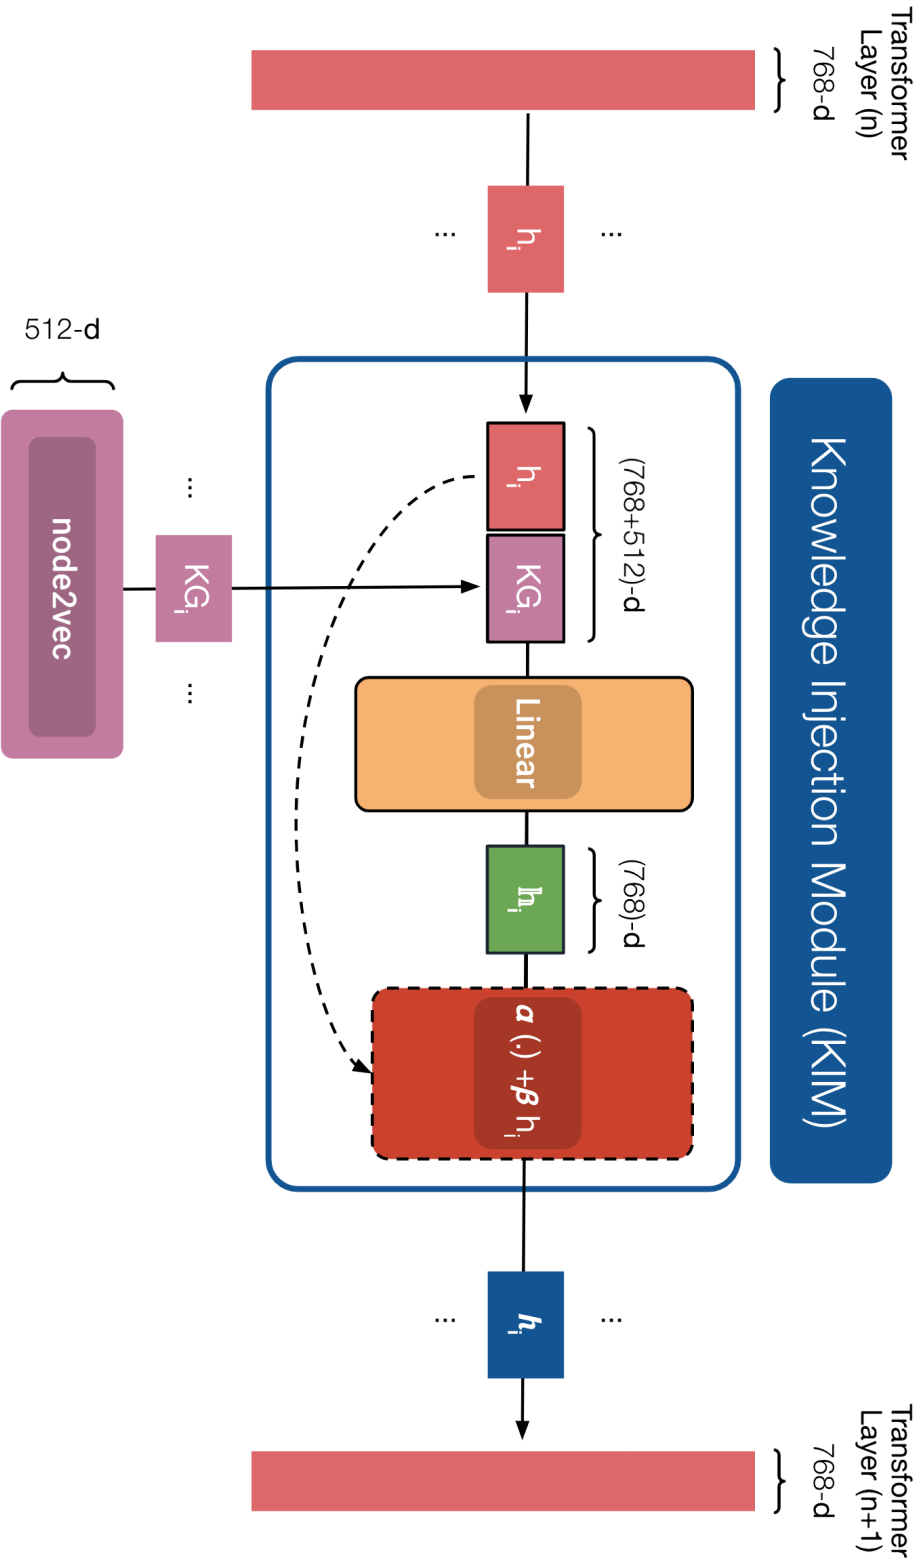 Knowledge Injection Module (KIM)
Transformer
Layer (n)
768-d
...
h_i
...
(768+512)-d
h_i
KG_i
Linear
(768)-d
𝕙_i
α (.) +β h_i
...
h_i
...
Transformer
Layer (n+1)
768-d
...
KG_i
...
512-d
node2vec